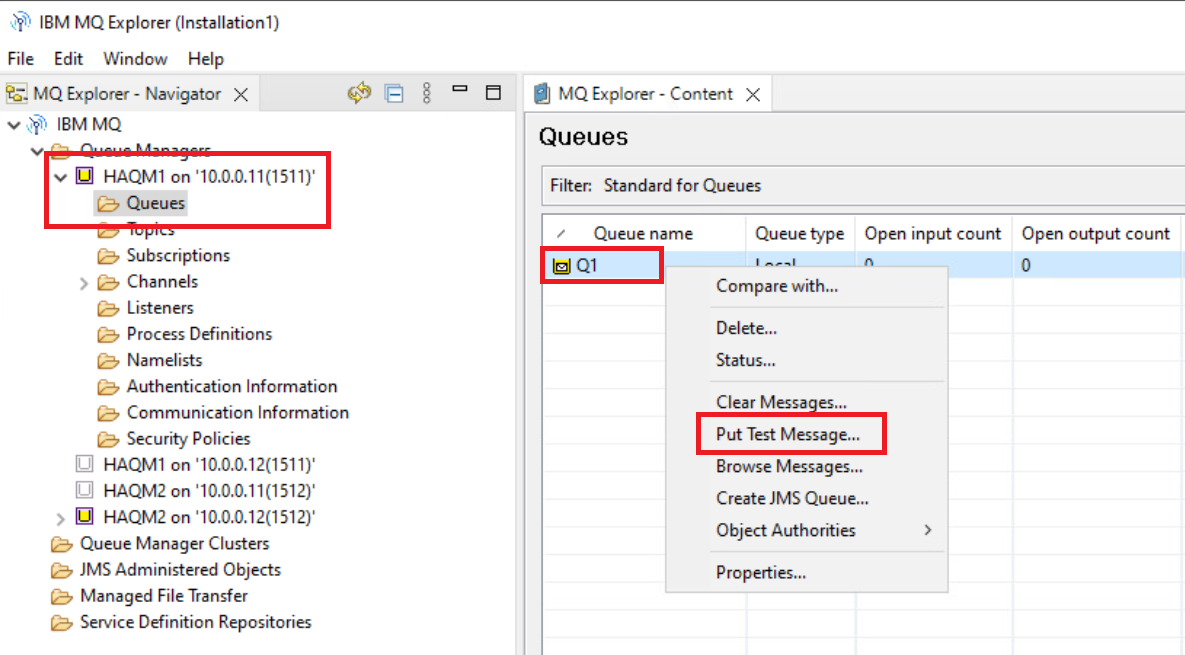 IBM MQ Explorer (Installation1)
File Edit Window Help
MQ Explorer - Navigator
IBM MQ
Queue Managers
HAQM1 on '10.0.0.11(1511)'
Queues
Topics
Subscriptions
Channels
Listeners
Process Definitions
Namelists
Authentication Information
Communication Information
Security Policies
HAQM1 on '10.0.0.12(1511)'
HAQM2 on '10.0.0.11(1512)'
HAQM2 on '10.0.0.12(1512)'
Queue Manager Clusters
JMS Administered Objects
Managed File Transfer
Service Definition Repositories
MQ Explorer - Content
Queues
Filter: Standard for Queues
Queue name Queue type Open input count Open output count
Q1 Local 0 0
Compare with...
Delete...
Status...
Clear Messages...
Put Test Message...
Browse Messages...
Create JMS Queue...
Object Authorities
Properties...